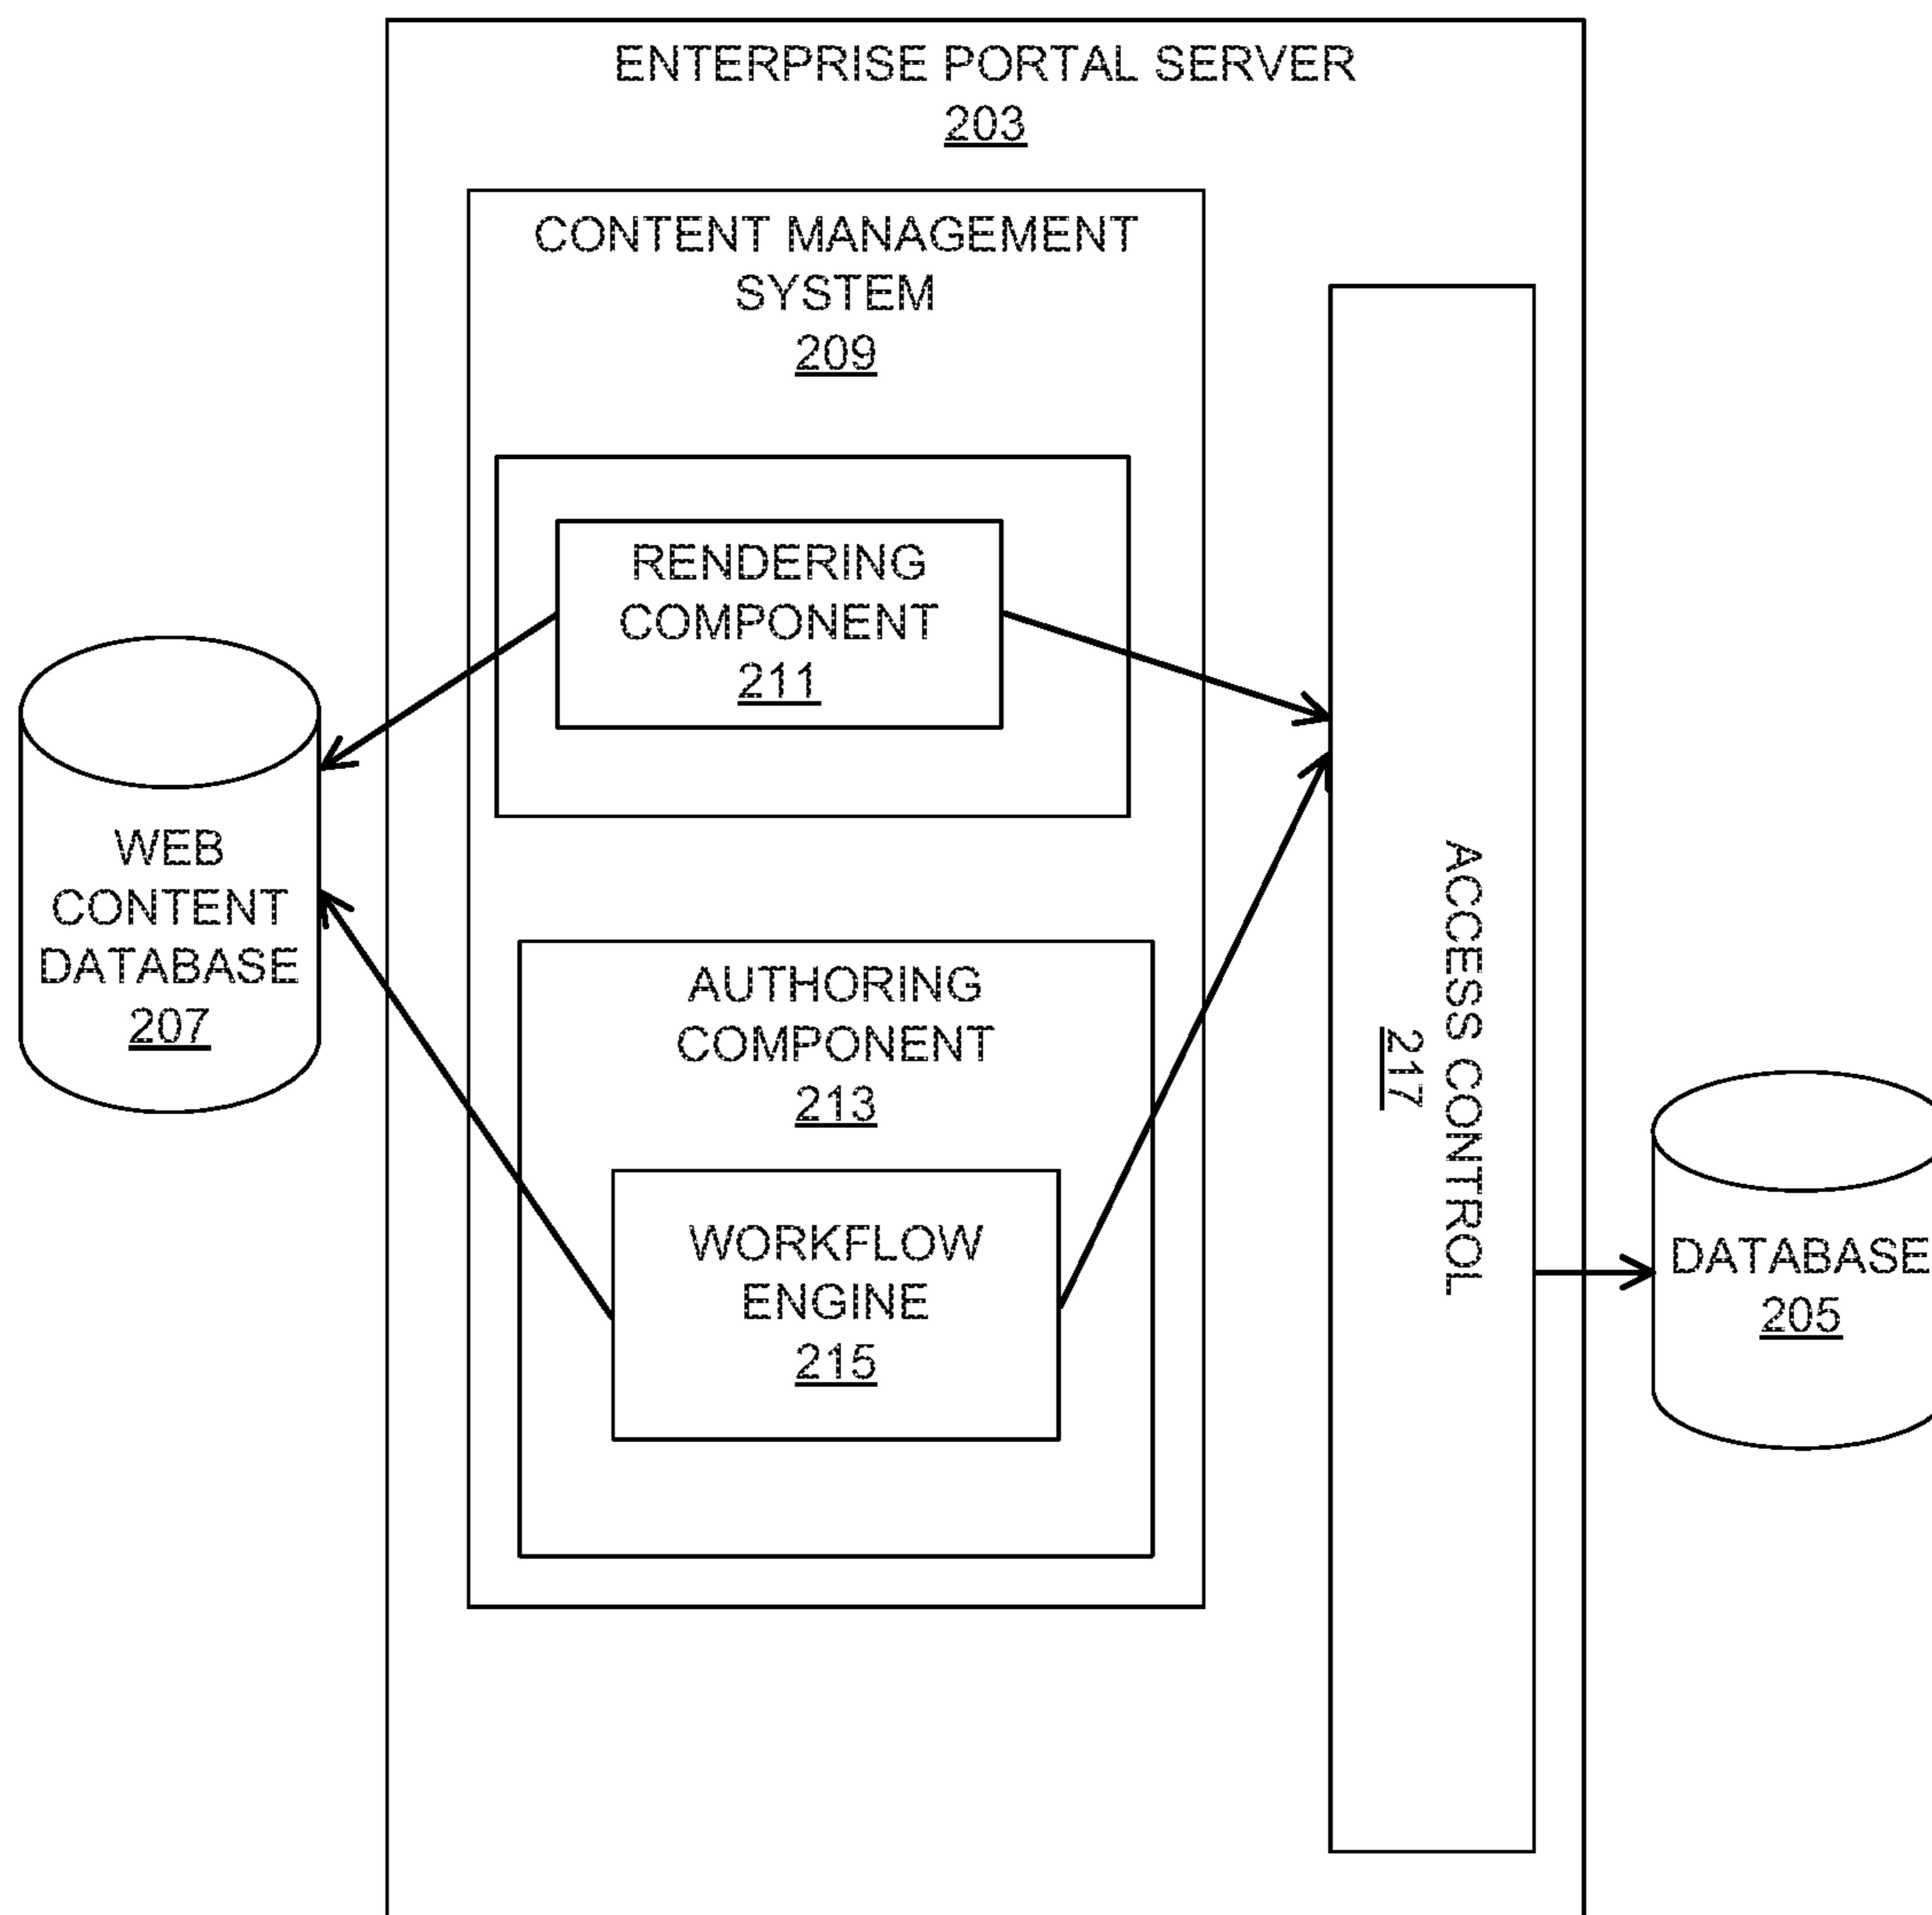 ENTERPRISE PORTAL SERVER
203
CONTENT MANAGEMENT
SYSTEM
209
RENDERING
COMPONENT
211
WEB
CONTENT
DATABASE
207
AUTHORING
COMPONENT
213
WORKFLOW
ENGINE
215
ACCESS CONTROL
217
DATABASE
205